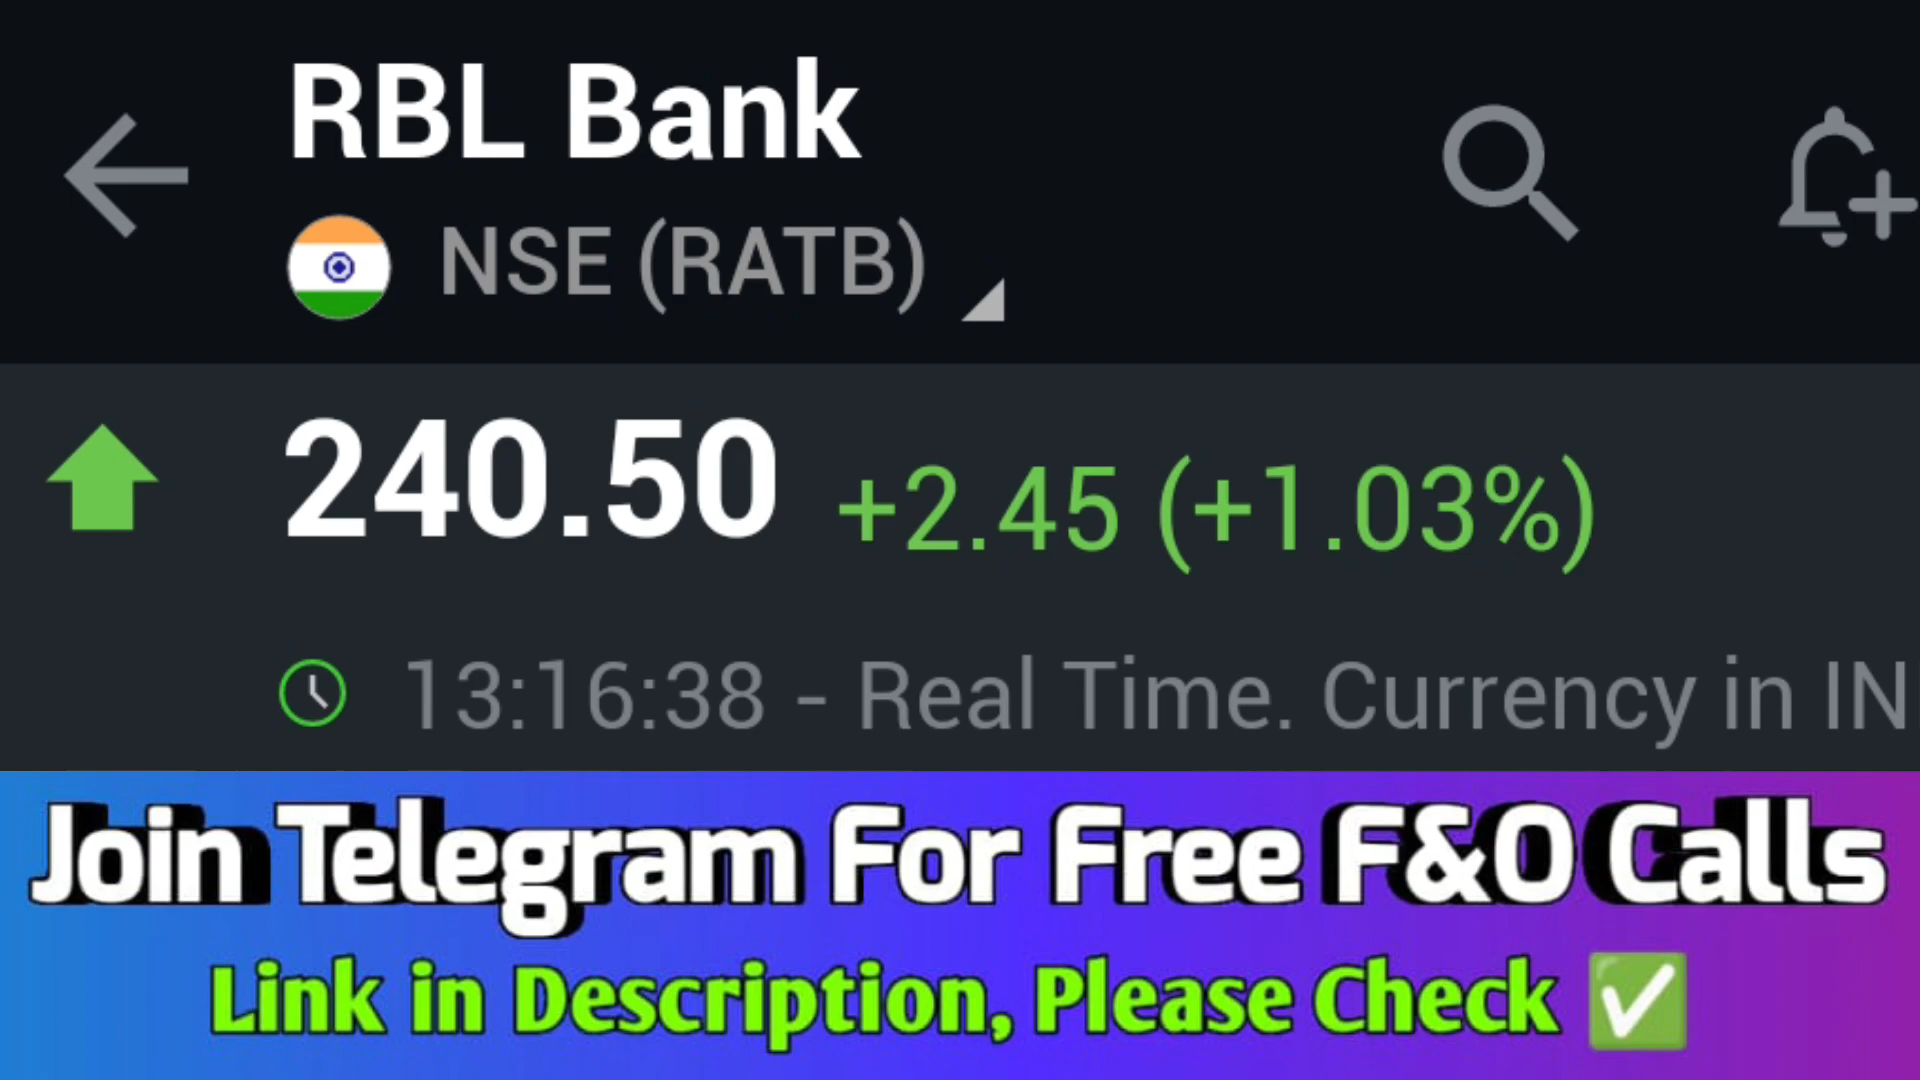 RBL Bank
NSE (RATB)
240.50 +2.45 (+1.03%)
13:16:38 - Real Time. Currency in IN
Join Telegram For Free F&O Calls
Link in Description, Please Check ✅